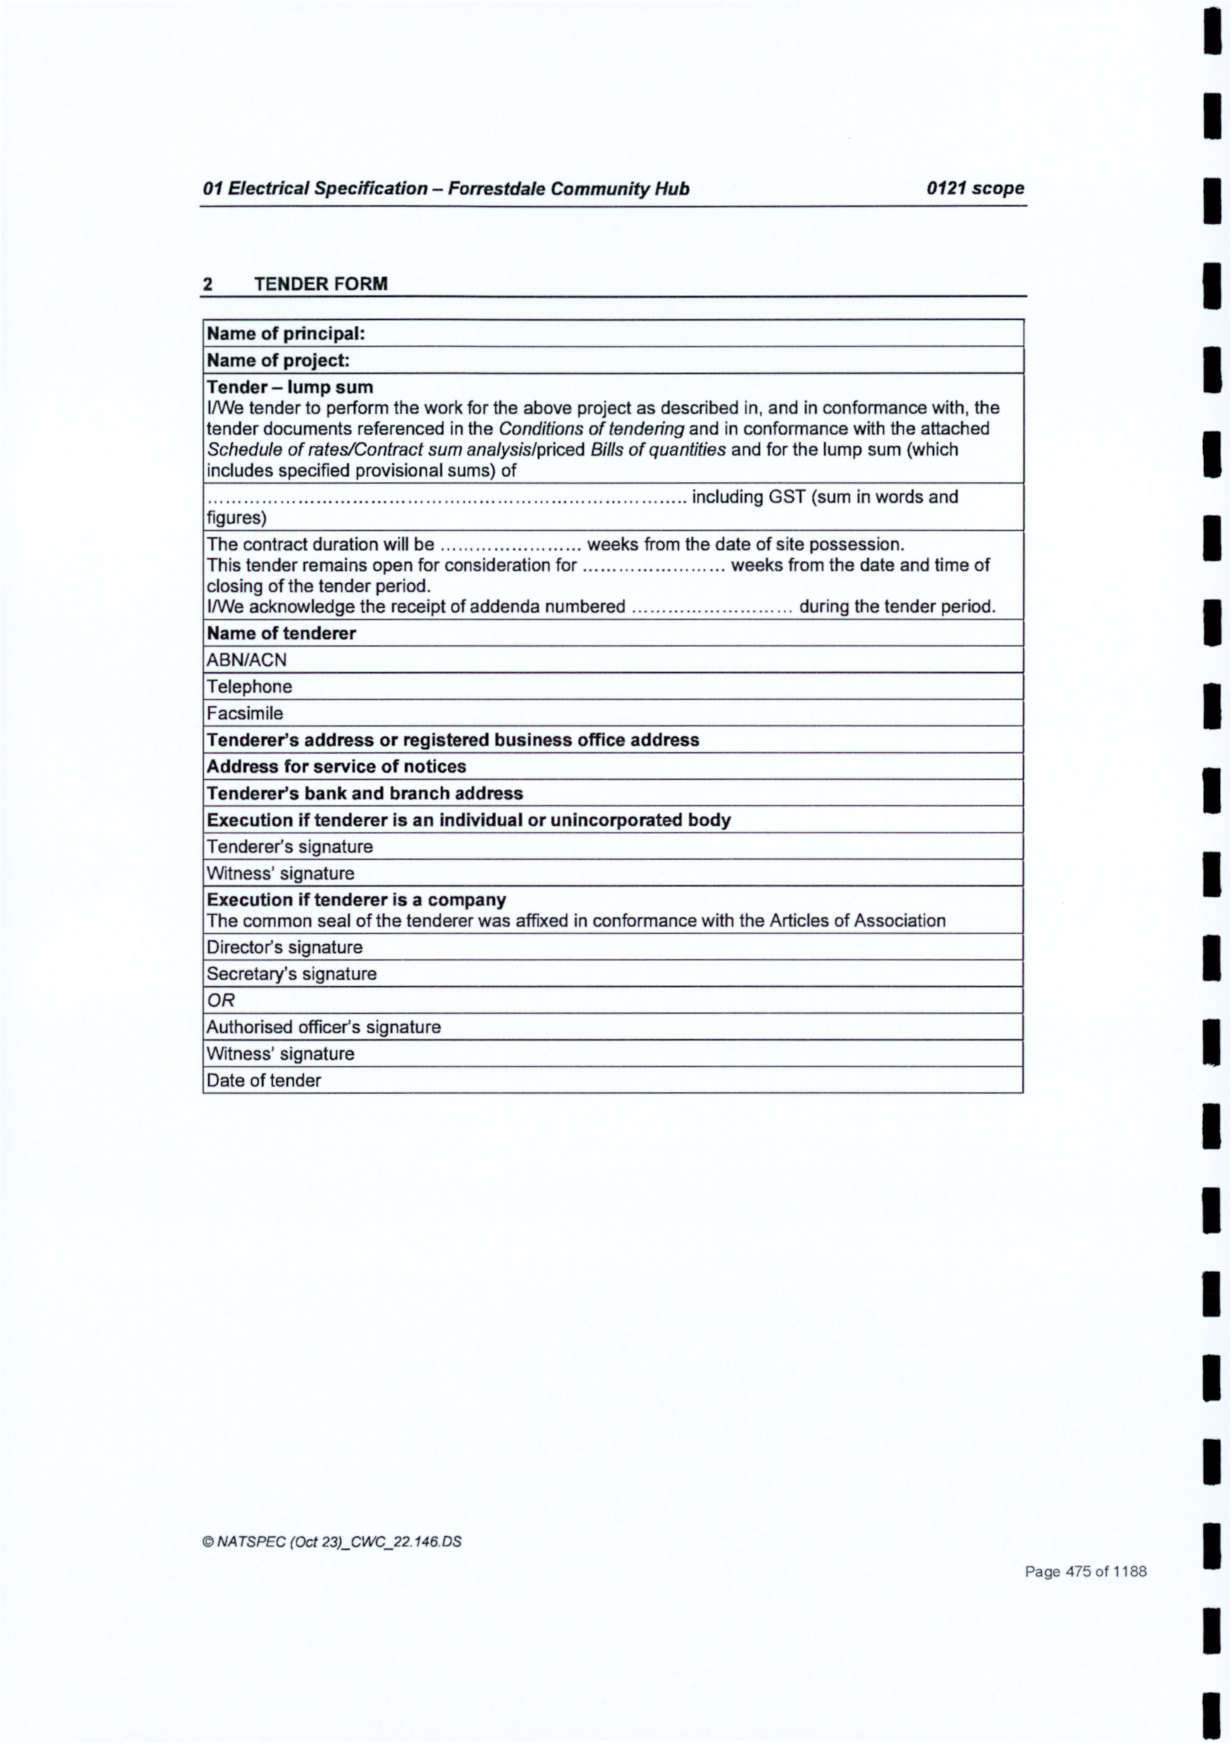 01 Electrical Specification – Forrestdale Community Hub 0121 scope
2 TENDER FORM
Name of principal:
Name of project:
Tender – lump sum
I/We tender to perform the work for the above project as described in, and in conformance with, the
tender documents referenced in the Conditions of tendering and in conformance with the attached
Schedule of rates/Contract sum analysis/priced Bills of quantities and for the lump sum (which
includes specified provisional sums) of
................................................................................ including GST (sum in words and
figures)
The contract duration will be ........................ weeks from the date of site possession.
This tender remains open for consideration for ........................ weeks from the date and time of
closing of the tender period.
I/We acknowledge the receipt of addenda numbered ........................... during the tender period.
Name of tenderer
ABN/ACN
Telephone
Facsimile
Tenderer's address or registered business office address
Address for service of notices
Tenderer's bank and branch address
Execution if tenderer is an individual or unincorporated body
Tenderer's signature
Witness' signature
Execution if tenderer is a company
The common seal of the tenderer was affixed in conformance with the Articles of Association
Director's signature
Secretary's signature
OR
Authorised officer's signature
Witness' signature
Date of tender
© NATSPEC (Oct 23)_CWC_22.146.DS
Page 475 of 1188